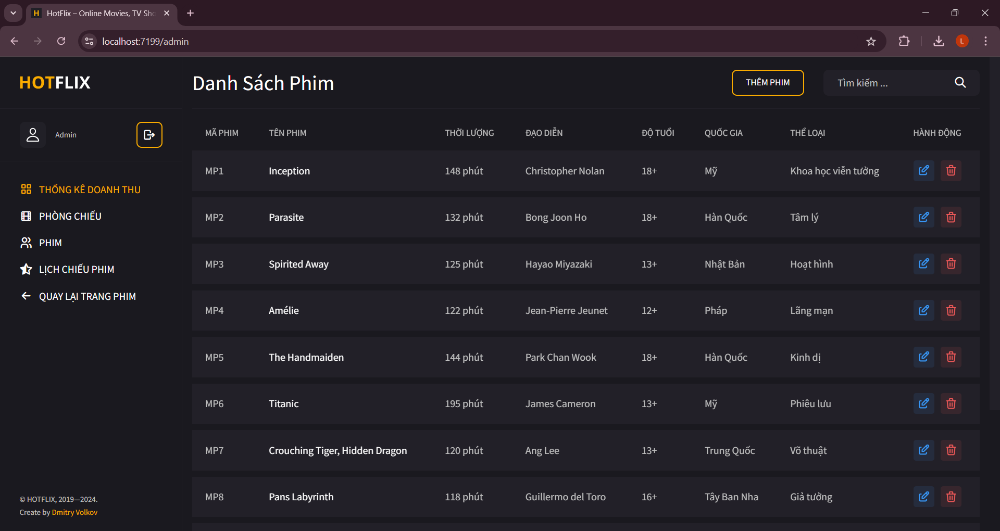 H HotFlix – Online Movies, TV Sho
localhost:7199/admin
L
HOTFLIX
Admin
THỐNG KÊ DOANH THU
PHÒNG CHIẾU
PHIM
LỊCH CHIẾU PHIM
QUAY LẠI TRANG PHIM
© HOTFLIX, 2019—2024.
Create by Dmitry Volkov
Danh Sách Phim
THÊM PHIM
Tìm kiếm ...
MÃ PHIM TÊN PHIM THỜI LƯỢNG ĐẠO DIỄN ĐỘ TUỔI QUỐC GIA THỂ LOẠI HÀNH ĐỘNG
MP1 Inception 148 phút Christopher Nolan 18+ Mỹ Khoa học viễn tưởng
MP2 Parasite 132 phút Bong Joon Ho 18+ Hàn Quốc Tâm lý
MP3 Spirited Away 125 phút Hayao Miyazaki 13+ Nhật Bản Hoạt hình
MP4 Amélie 122 phút Jean-Pierre Jeunet 12+ Pháp Lãng mạn
MP5 The Handmaiden 144 phút Park Chan Wook 18+ Hàn Quốc Kinh dị
MP6 Titanic 195 phút James Cameron 13+ Mỹ Phiêu lưu
MP7 Crouching Tiger, Hidden Dragon 120 phút Ang Lee 13+ Trung Quốc Võ thuật
MP8 Pans Labyrinth 118 phút Guillermo del Toro 16+ Tây Ban Nha Giả tưởng